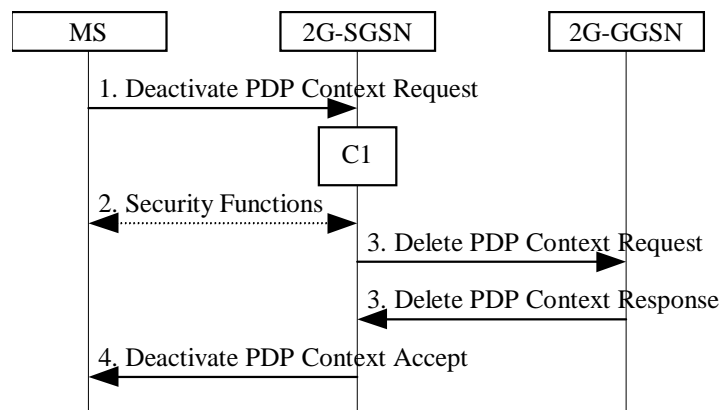 MS
2G-SGSN
2G-GGSN
1. Deactivate PDP Context Request
C1
2. Security Functions
3. Delete PDP Context Request
3. Delete PDP Context Response
4. Deactivate PDP Context Accept